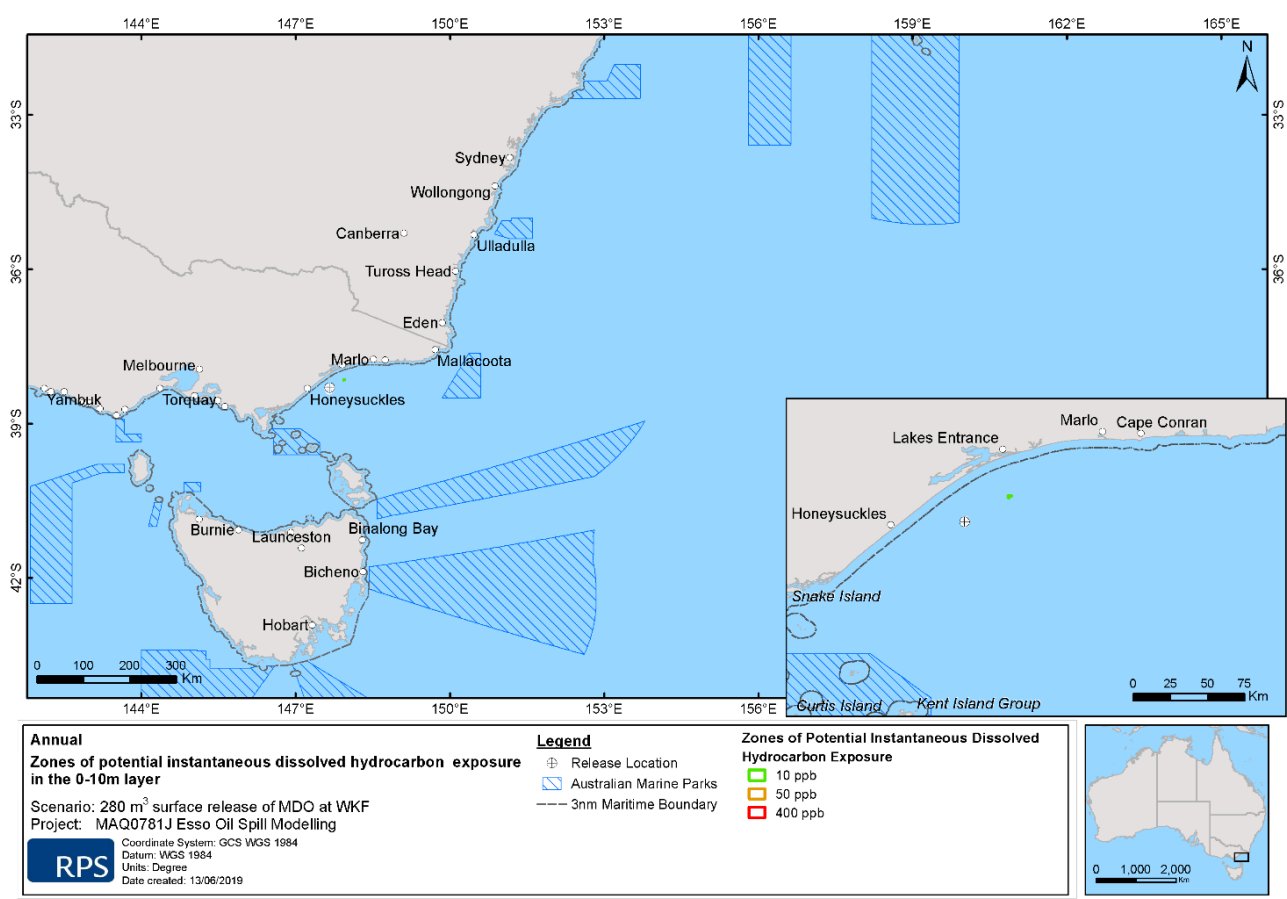 144°E
147°E
150°E
153°E
156°E
159°E
162°E
165°E
N
33°S
33°S
Sydney
Wollongong
Canberra
Ulladulla
36°S
36°S
Tuross Head
Eden
Melbourne
Marlo
Mallacoota
Yambuk
Torquay
Honeysuckles
39°S
Marlo
Cape Conran
Lakes Entrance
Honeysuckles
Burnie
Launceston
Binalong Bay
Bicheno
42°S
Snake Island
Hobart
0 100 200 300
Km
0 25 50 75
Km
Curtis Island
Kent Island Group
144°E
147°E
150°E
153°E
156°E
Annual
Zones of potential instantaneous dissolved hydrocarbon exposure
in the 0-10m layer
Scenario: 280 m³ surface release of MDO at WKF
Project: MAQ0781J Esso Oil Spill Modelling
RPS
Coordinate System: GCS WGS 1984
Datum: WGS 1984
Units: Degree
Date created: 13/06/2019
Legend
Release Location
Australian Marine Parks
3nm Maritime Boundary
Zones of Potential Instantaneous Dissolved
Hydrocarbon Exposure
10 ppb
50 ppb
400 ppb
0 1,000 2,000
Km